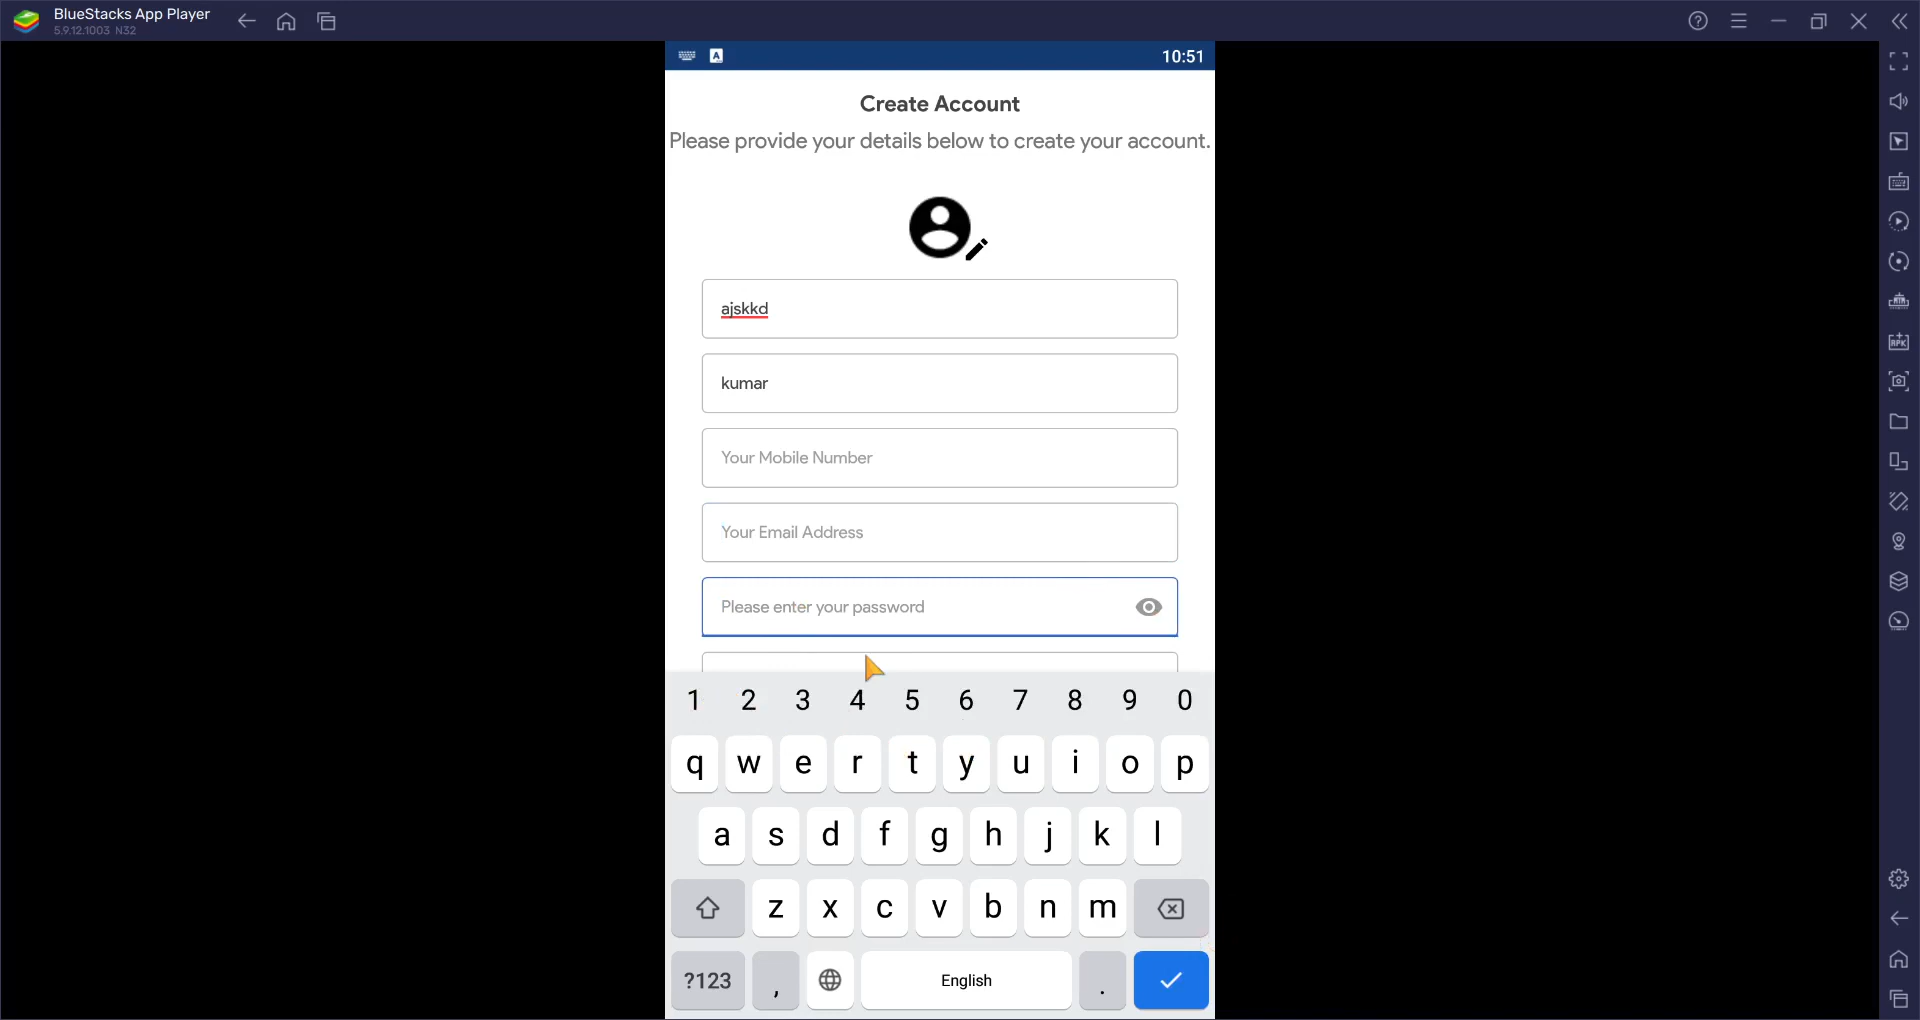 BlueStacks App Player
5.9.12.1003 N32
A
10:51
Create Account
Please provide your details below to create your account.
ajskkd
kumar
Your Mobile Number
Your Email Address
Please enter your password
1 2 3 4 5 6 7 8 9 0
q w e r t y u i o p
a s d f g h j k l
z x c v b n m
?123 , English .